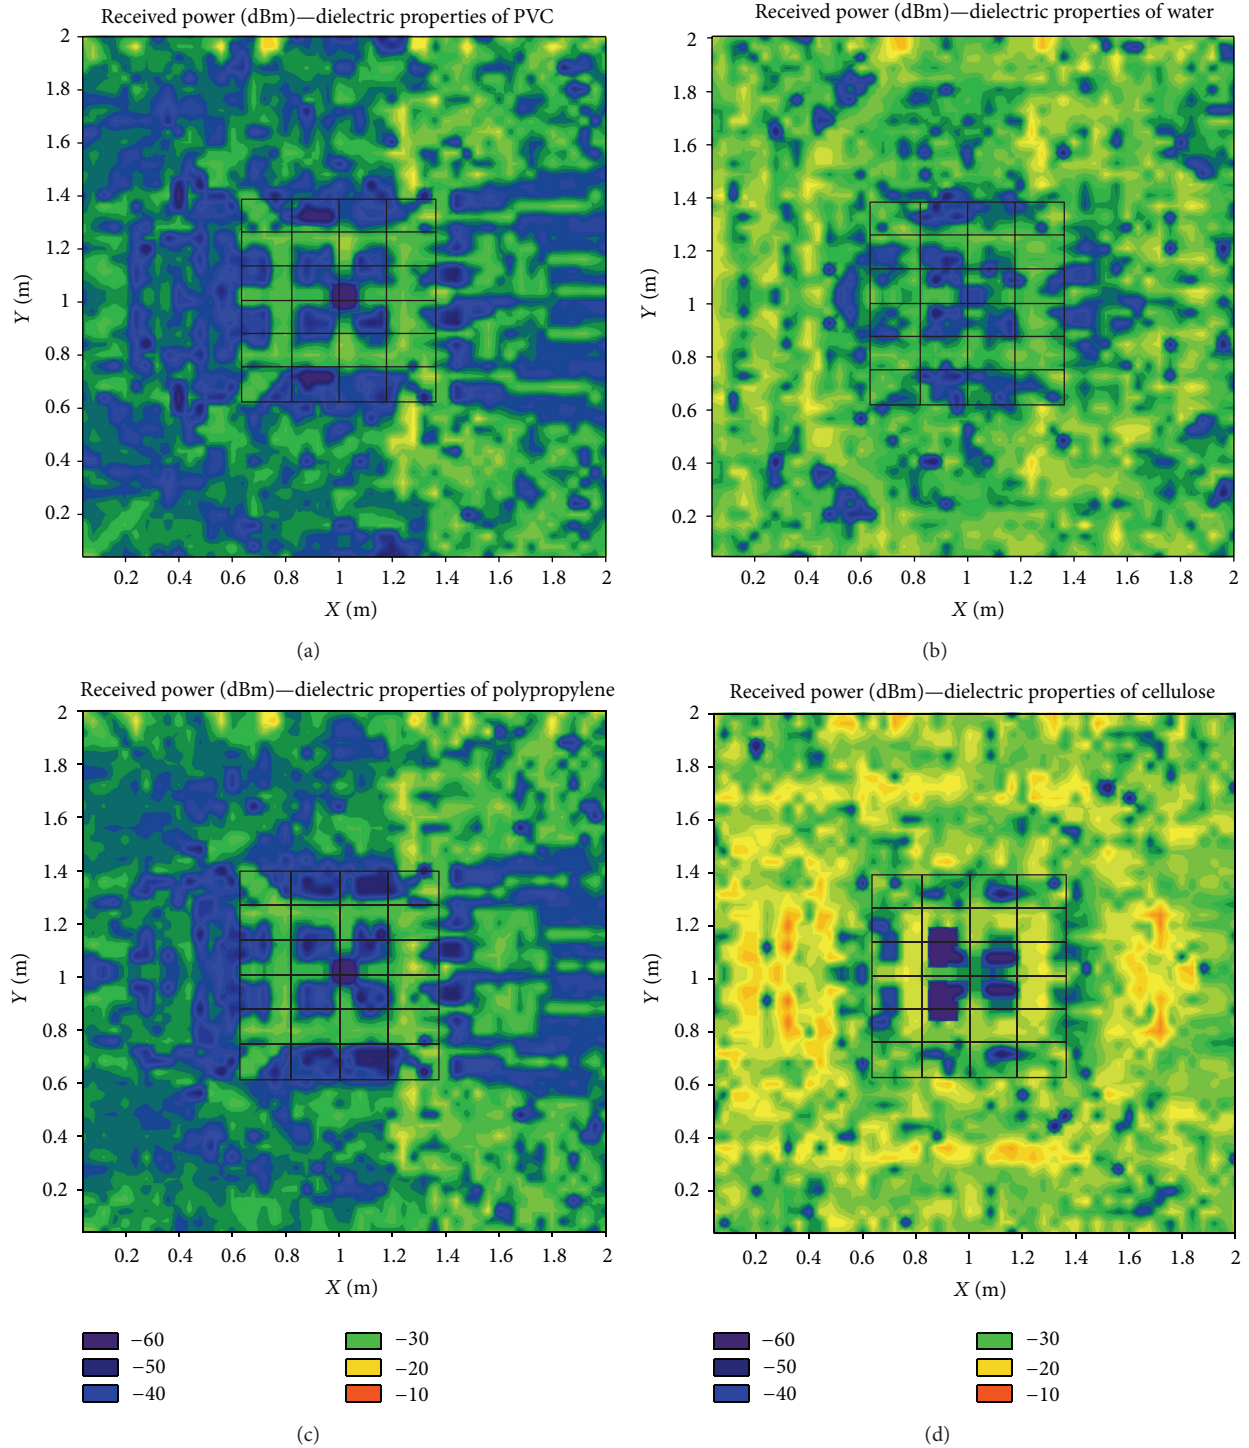 Received power (dBm)—dielectric properties of PVC
2
1.8
1.6
1.4
1.2
1
0.8
0.6
0.4
0.2
Y (m)
0.2 0.4 0.6 0.8 1 1.2 1.4 1.6 1.8 2
X (m)
(a)
Received power (dBm)—dielectric properties of water
2
1.8
1.6
1.4
1.2
1
0.8
0.6
0.4
0.2
Y (m)
0.2 0.4 0.6 0.8 1 1.2 1.4 1.6 1.8 2
X (m)
(b)
Received power (dBm)—dielectric properties of polypropylene
2
1.8
1.6
1.4
1.2
1
0.8
0.6
0.4
0.2
Y (m)
0.2 0.4 0.6 0.8 1 1.2 1.4 1.6 1.8 2
X (m)
−60
−50
−40
−30
−20
−10
(c)
Received power (dBm)—dielectric properties of cellulose
2
1.8
1.6
1.4
1.2
1
0.8
0.6
0.4
0.2
Y (m)
0.2 0.4 0.6 0.8 1 1.2 1.4 1.6 1.8 2
X (m)
−60
−50
−40
−30
−20
−10
(d)